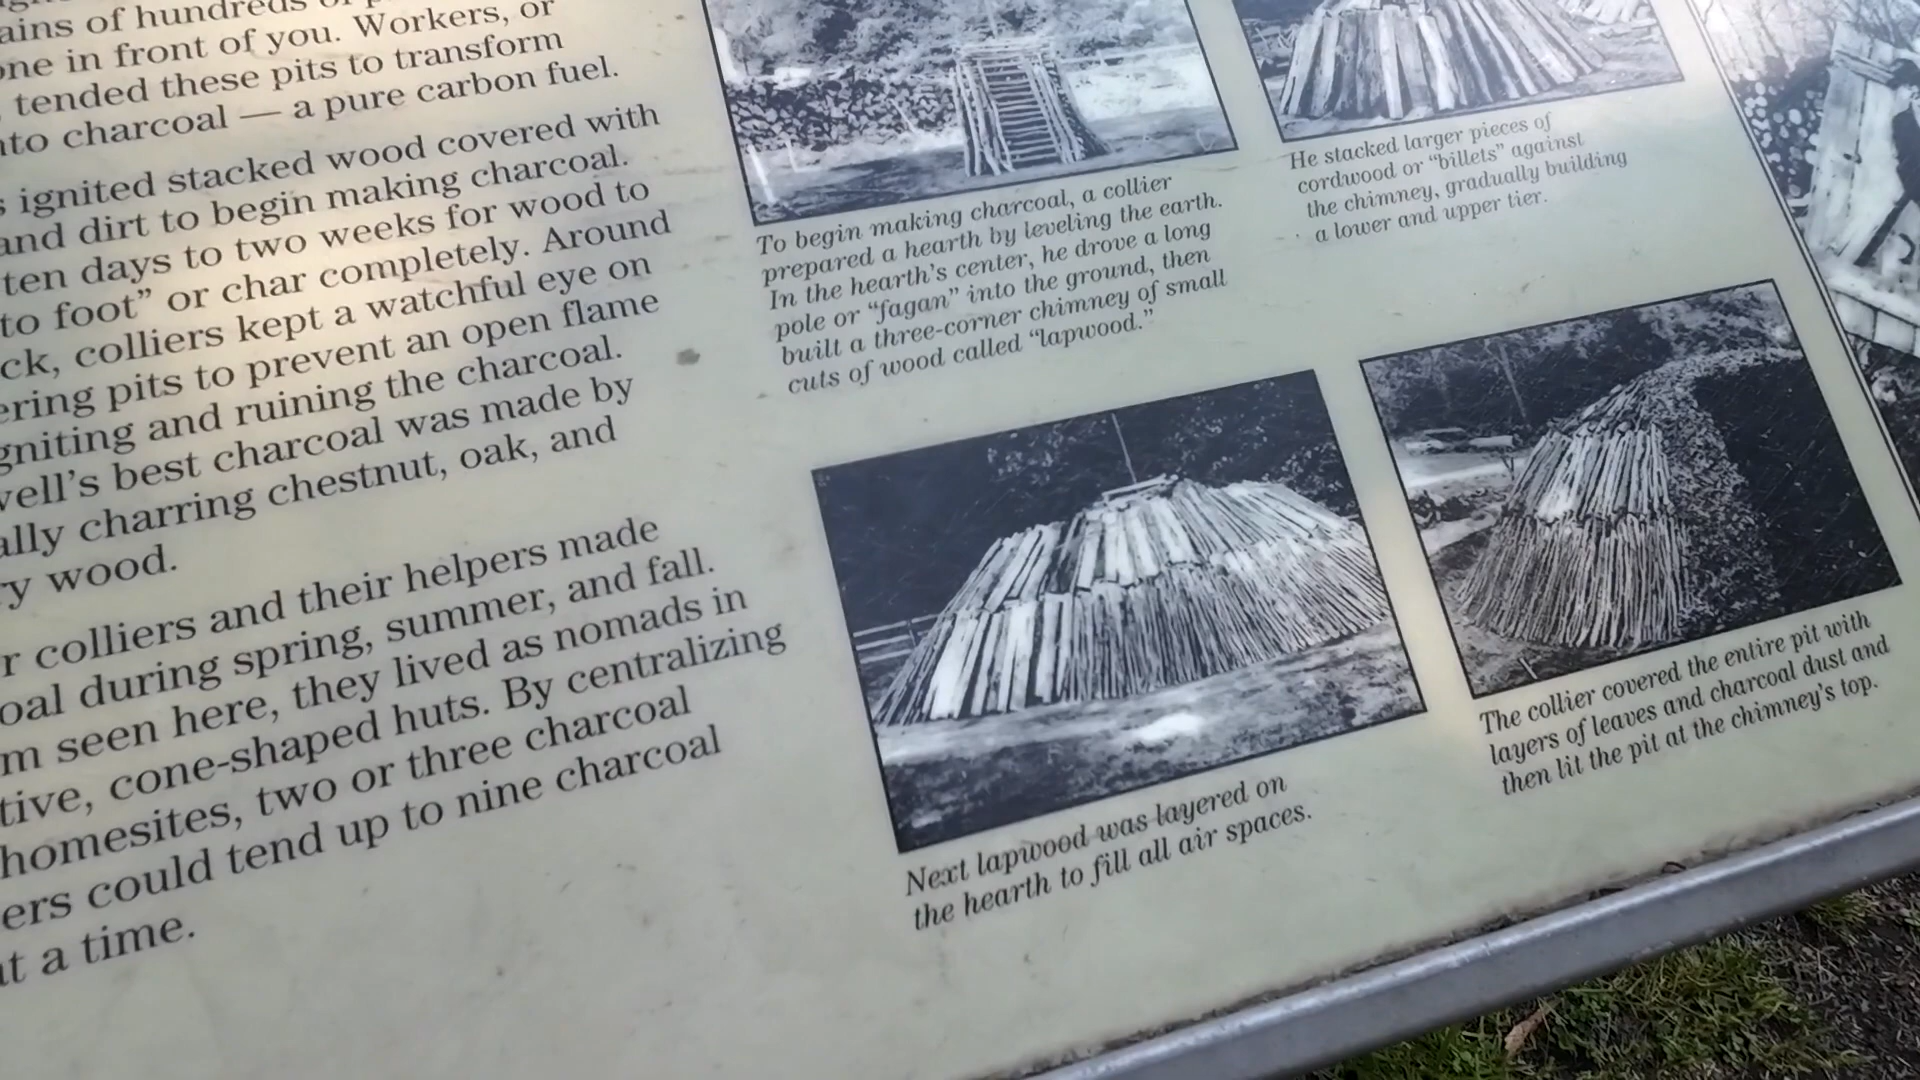 ains of hundreds of
one in front of you. Workers, or
tended these pits to transform
nto charcoal — a pure carbon fuel.
s ignited stacked wood covered with
and dirt to begin making charcoal.
ten days to two weeks for wood to
to foot” or char completely. Around
ck, colliers kept a watchful eye on
ering pits to prevent an open flame
gniting and ruining the charcoal.
well’s best charcoal was made by
ally charring chestnut, oak, and
ry wood.
r colliers and their helpers made
oal during spring, summer, and fall.
m seen here, they lived as nomads in
tive, cone-shaped huts. By centralizing
homesites, two or three charcoal
ers could tend up to nine charcoal
at a time.
To begin making charcoal, a collier
prepared a hearth by leveling the earth.
In the hearth’s center, he drove a long
pole or “fagan” into the ground, then
built a three-corner chimney of small
cuts of wood called “lapwood.”
He stacked larger pieces of
cordwood or “billets” against
the chimney, gradually building
a lower and upper tier.
Next lapwood was layered on
the hearth to fill all air spaces.
The collier covered the entire pit with
layers of leaves and charcoal dust and
then lit the pit at the chimney’s top.